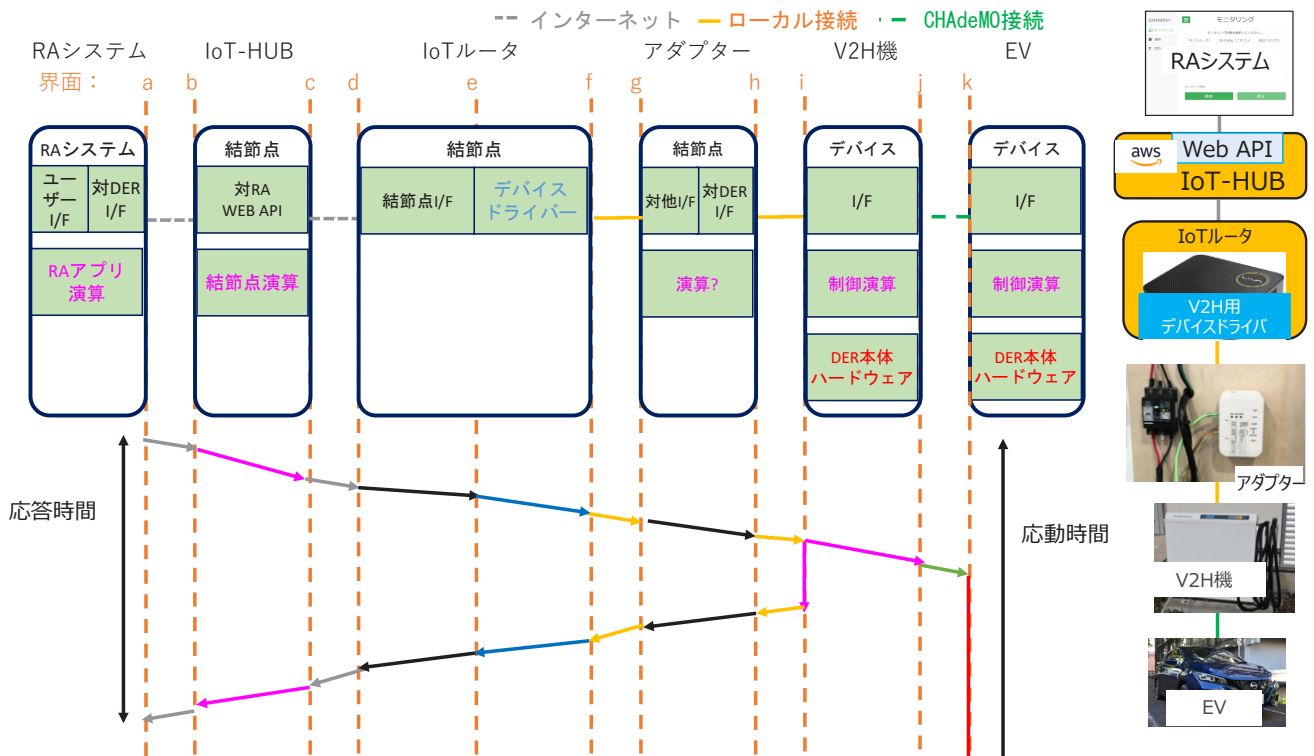 インターネット ローカル接続 CHAdeMO接続
RAシステム IoT-HUB IoTルータ アダプター V2H機 EV
界面： a b c d e f g h i j k
RAシステム
ユー
ザー
I/F
対DER
I/F
RAアプリ
演算
結節点
対RA
WEB API
結節点演算
結節点
結節点I/F
デバイス
ドライバー
結節点
対他I/F
対DER
I/F
演算?
デバイス
I/F
制御演算
DER本体
ハードウェア
デバイス
I/F
制御演算
DER本体
ハードウェア
応答時間
応動時間
モニタリング
RAシステム
aws
Web API
IoT-HUB
IoTルータ
V2H用
デバイスドライバ
アダプター
V2H機
EV